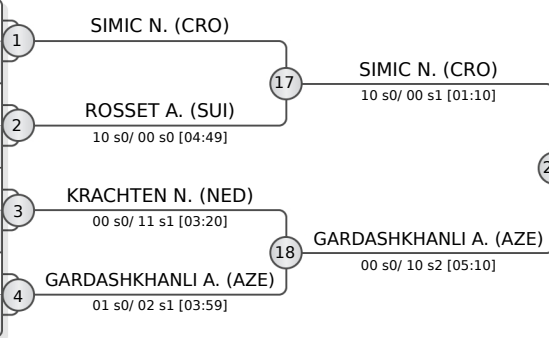 SIMIC N. (CRO)
1
17
SIMIC N. (CRO)
10 s0/ 00 s1 [01:10]
ROSSET A. (SUI)
2
10 s0/ 00 s0 [04:49]
2
KRACHTEN N. (NED)
3
00 s0/ 11 s1 [03:20]
18
GARDASHKHANLI A. (AZE)
00 s0/ 10 s2 [05:10]
GARDASHKHANLI A. (AZE)
4
01 s0/ 02 s1 [03:59]